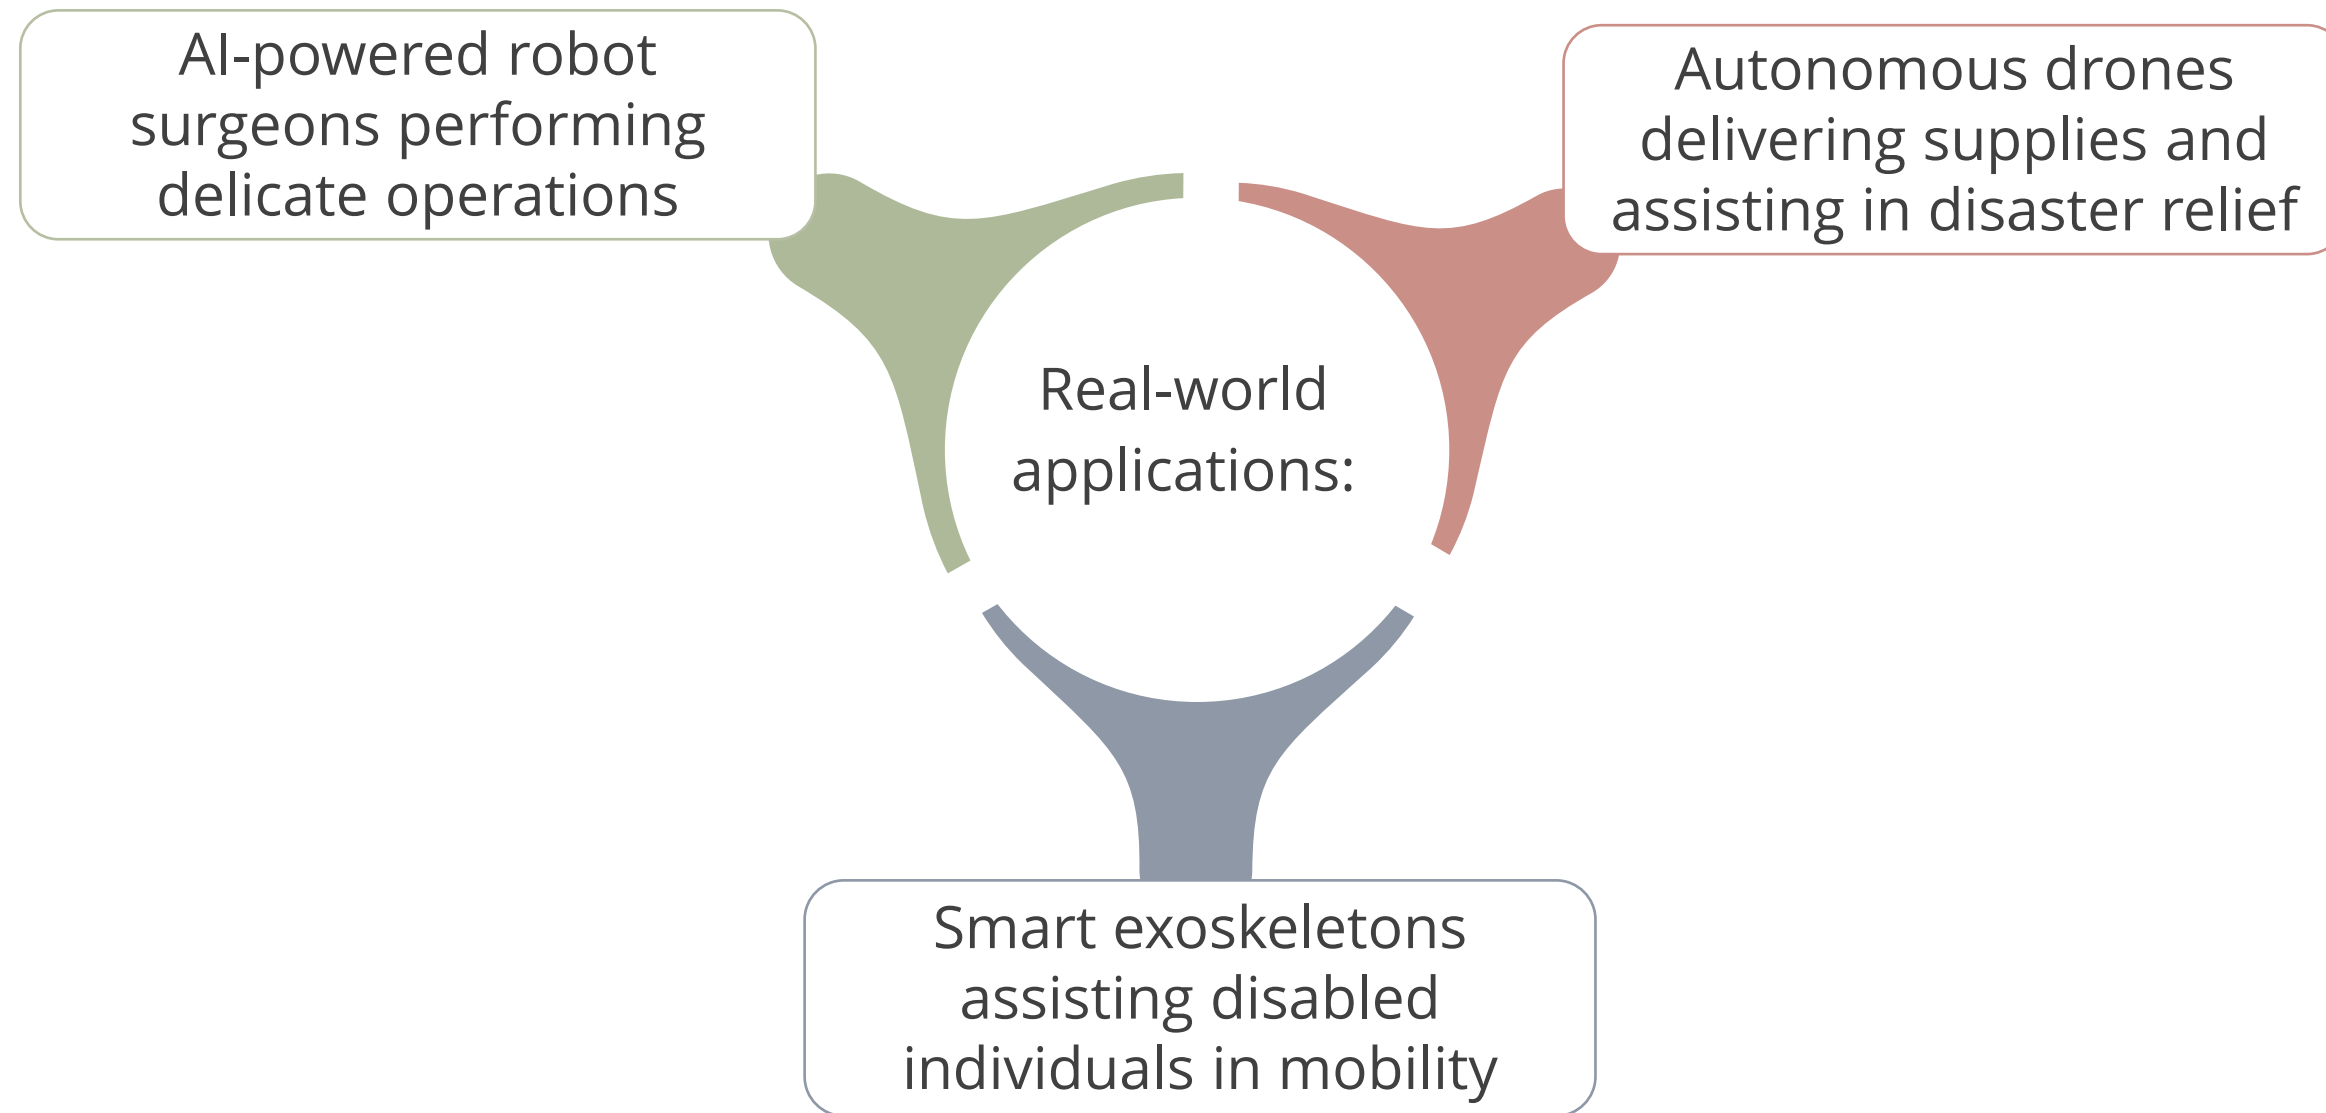 AI-powered robot
surgeons performing
delicate operations
Autonomous drones
delivering supplies and
assisting in disaster relief
Real-world
applications:
Smart exoskeletons
assisting disabled
individuals in mobility